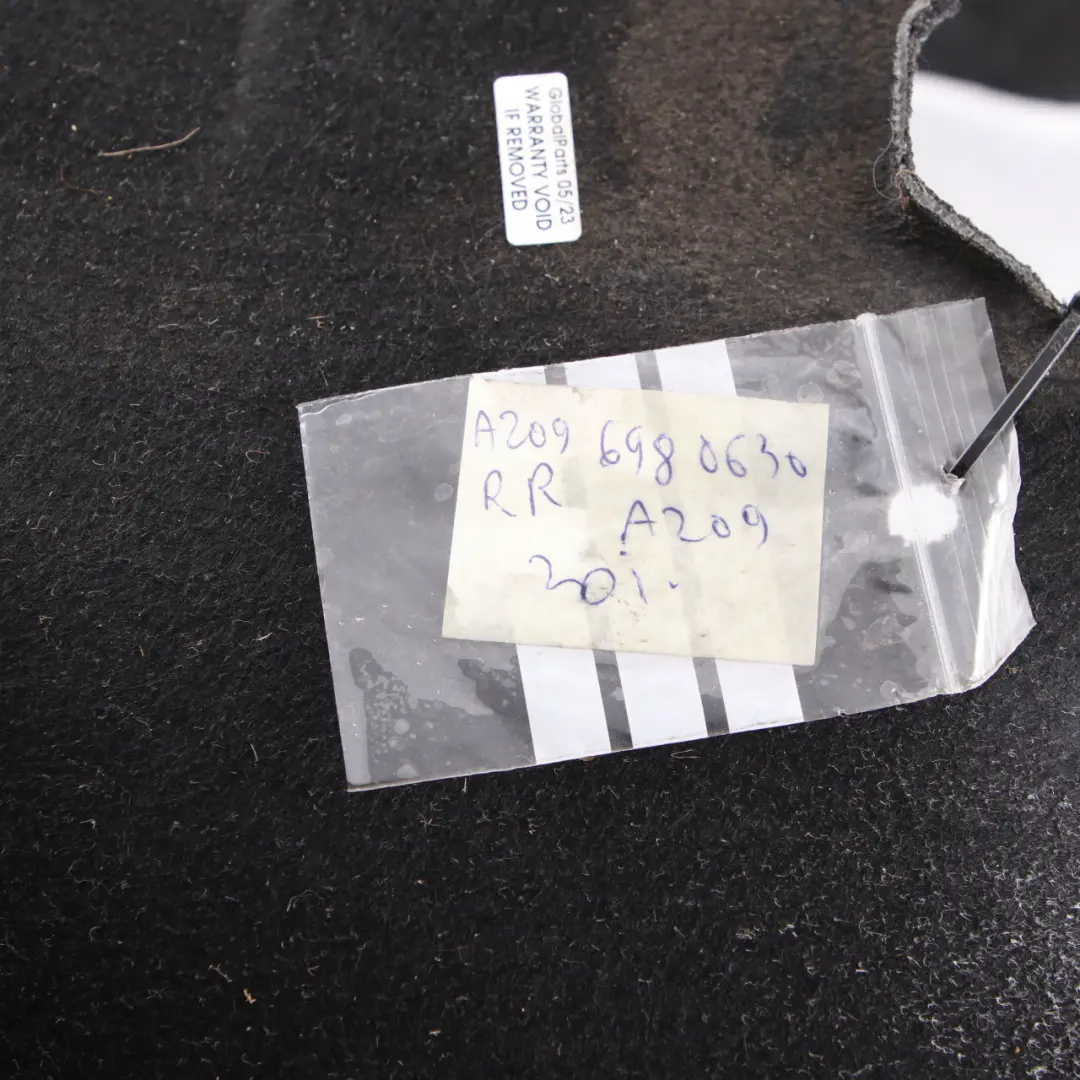 GlobalParts 05/23
WARRANTY VOID
IF REMOVED
A209 698 0630
RR
A209